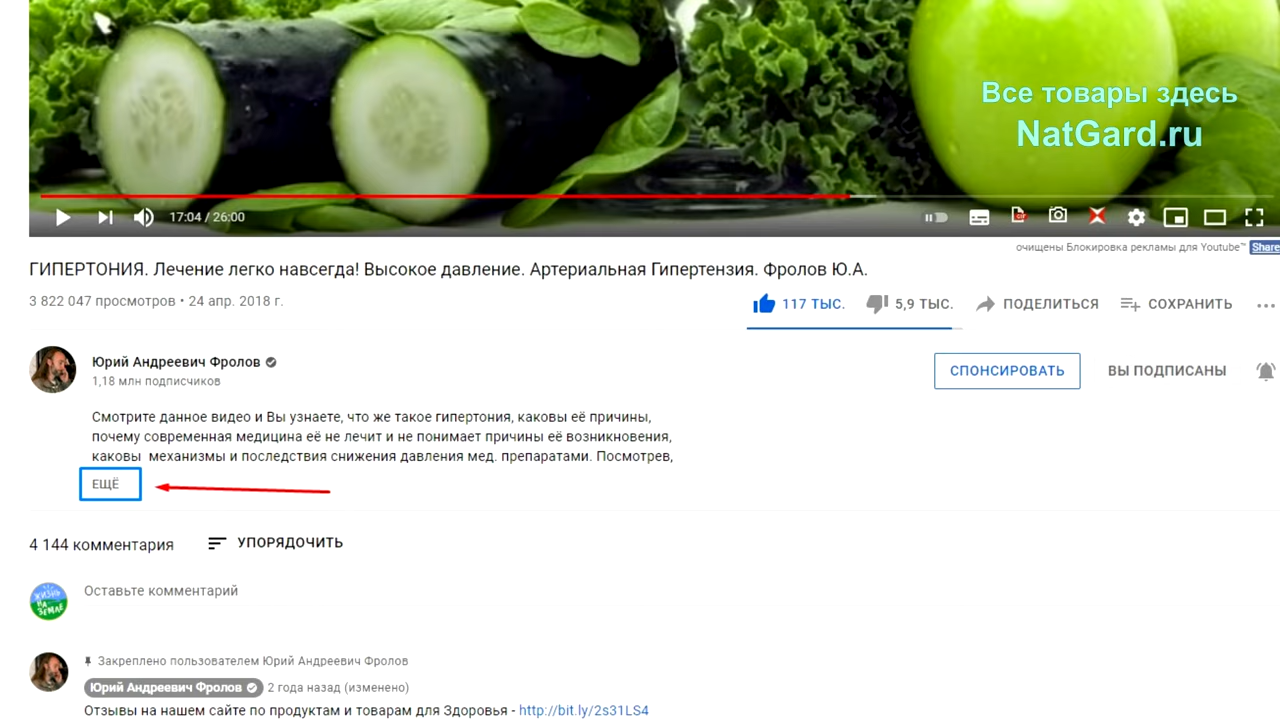 Все товары здесь
NatGard.ru
17:04 / 26:00
очищены Блокировка рекламы для Youtube™ Share
ГИПЕРТОНИЯ. Лечение легко навсегда! Высокое давление. Артериальная Гипертензия. Фролов Ю.А.
3 822 047 просмотров • 24 апр. 2018 г.
117 ТЫС. 5,9 ТЫС. ПОДЕЛИТЬСЯ СОХРАНИТЬ
Юрий Андреевич Фролов
1,18 млн подписчиков
СПОНСИРОВАТЬ ВЫ ПОДПИСАНЫ
Смотрите данное видео и Вы узнаете, что же такое гипертония, каковы её причины,
почему современная медицина её не лечит и не понимает причины её возникновения,
каковы механизмы и последствия снижения давления мед. препаратами. Посмотрев,
ЕЩЁ
4 144 комментария УПОРЯДОЧИТЬ
ЖИЗНЬ
НА
ЗЕМЛЕ
Оставьте комментарий
Закреплено пользователем Юрий Андреевич Фролов
Юрий Андреевич Фролов 2 года назад (изменено)
Отзывы на нашем сайте по продуктам и товарам для Здоровья - http://bit.ly/2s31LS4